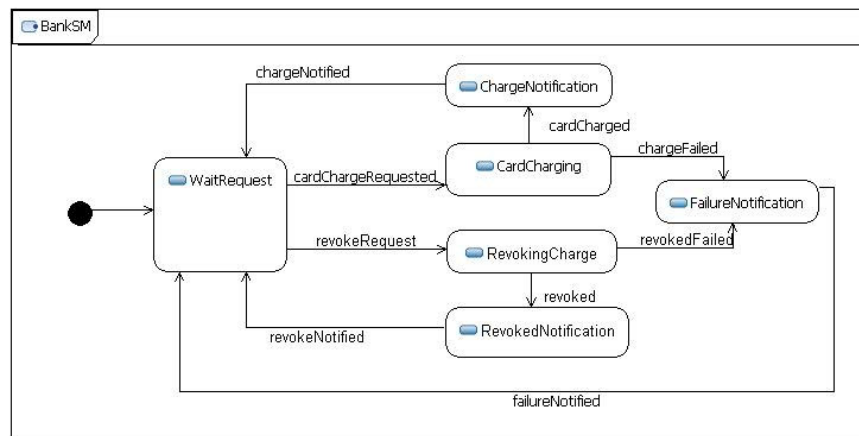 BankSM
chargeNotified
ChargeNotification
cardCharged
chargeFailed
CardCharging
WaitRequest
cardChargeRequested
FailureNotification
revokeRequest
revokedFailed
RevokingCharge
revoked
RevokedNotification
revokeNotified
failureNotified